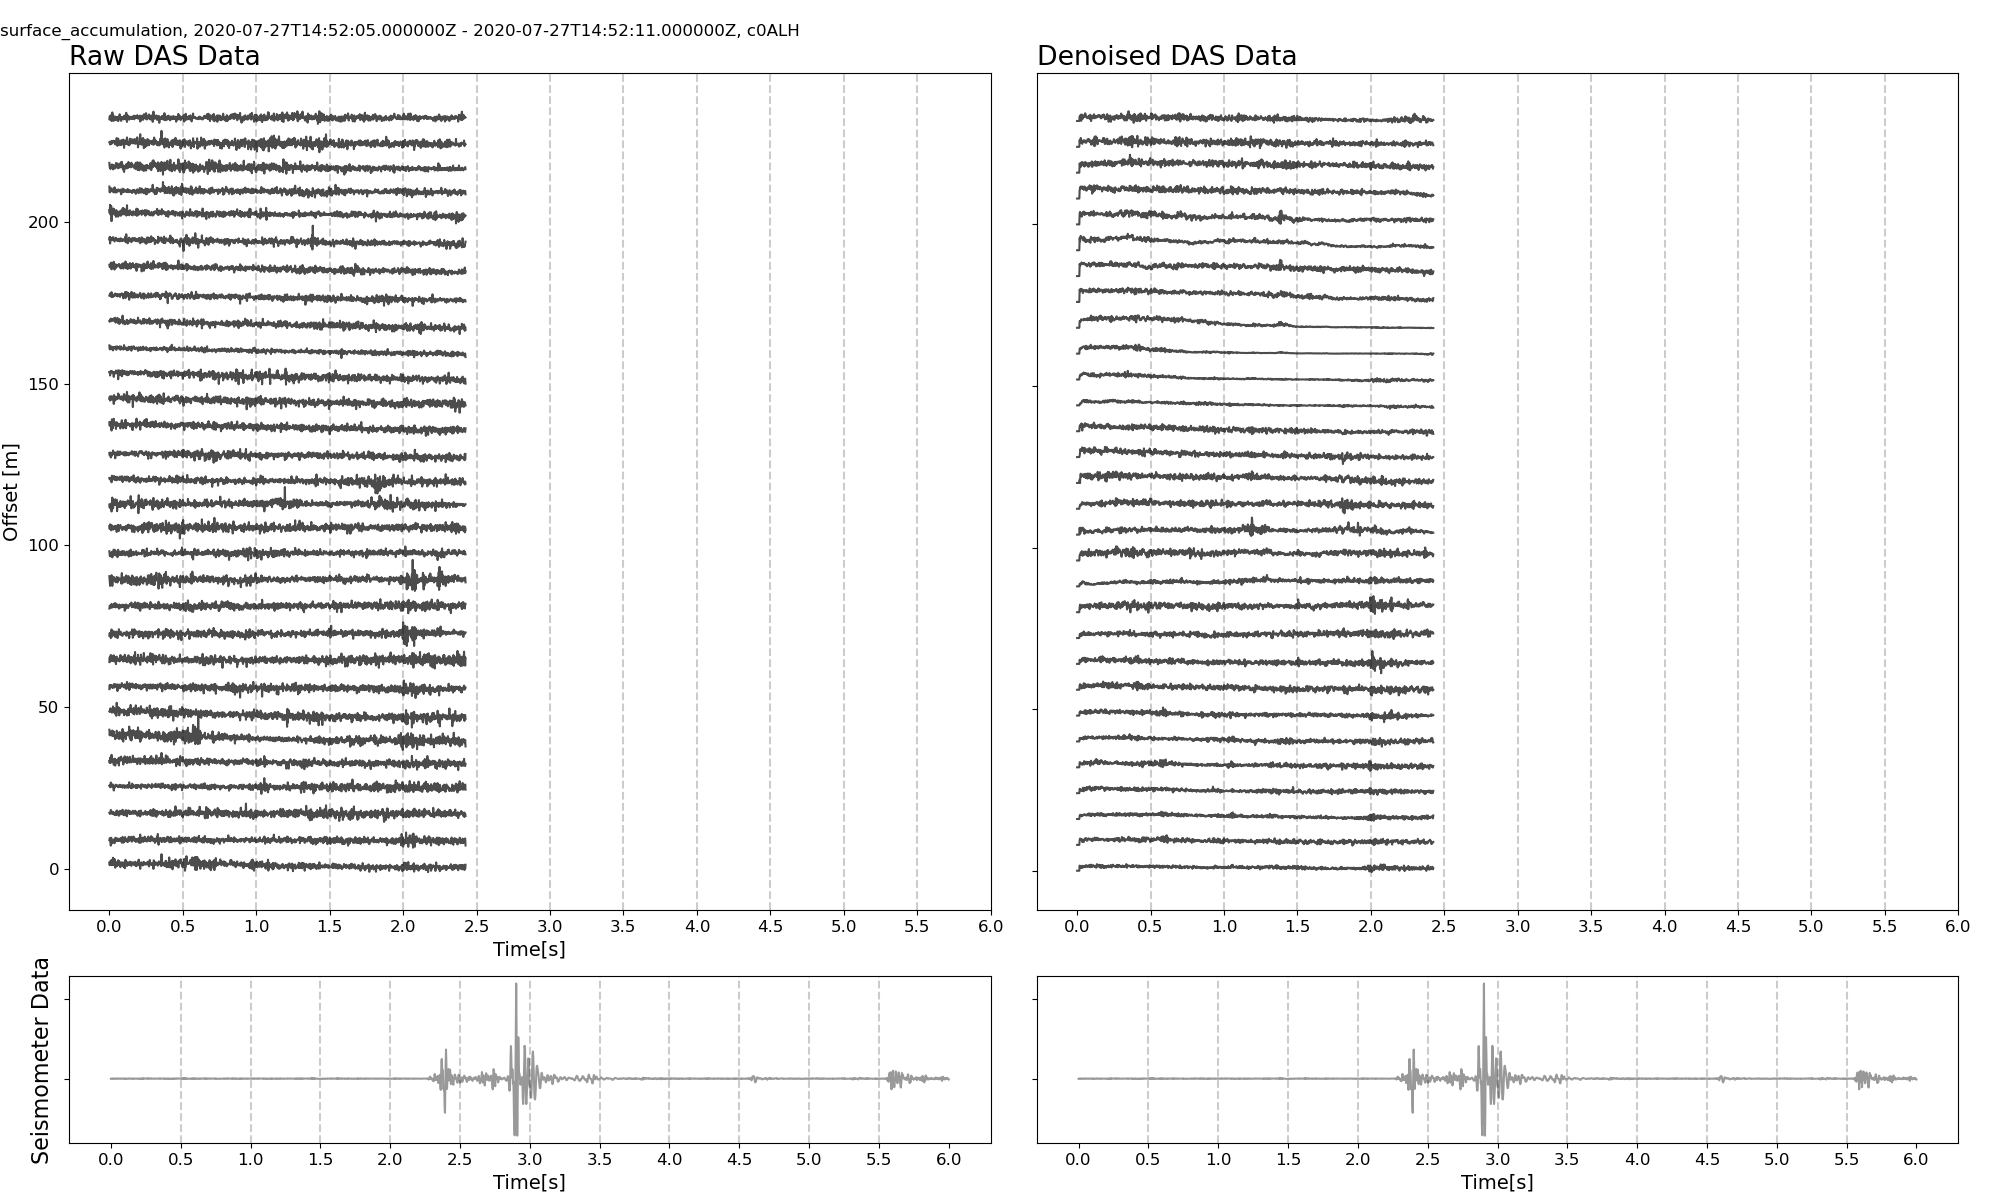 surface_accumulation, 2020-07-27T14:52:05.000000Z - 2020-07-27T14:52:11.000000Z, c0ALH
Raw DAS Data
Denoised DAS Data
Offset [m]
200
150
100
50
0
0.0 0.5 1.0 1.5 2.0 2.5 3.0 3.5 4.0 4.5 5.0 5.5 6.0
Time[s]
0.0 0.5 1.0 1.5 2.0 2.5 3.0 3.5 4.0 4.5 5.0 5.5 6.0
Seismometer Data
0.0 0.5 1.0 1.5 2.0 2.5 3.0 3.5 4.0 4.5 5.0 5.5 6.0
Time[s]
0.0 0.5 1.0 1.5 2.0 2.5 3.0 3.5 4.0 4.5 5.0 5.5 6.0
Time[s]